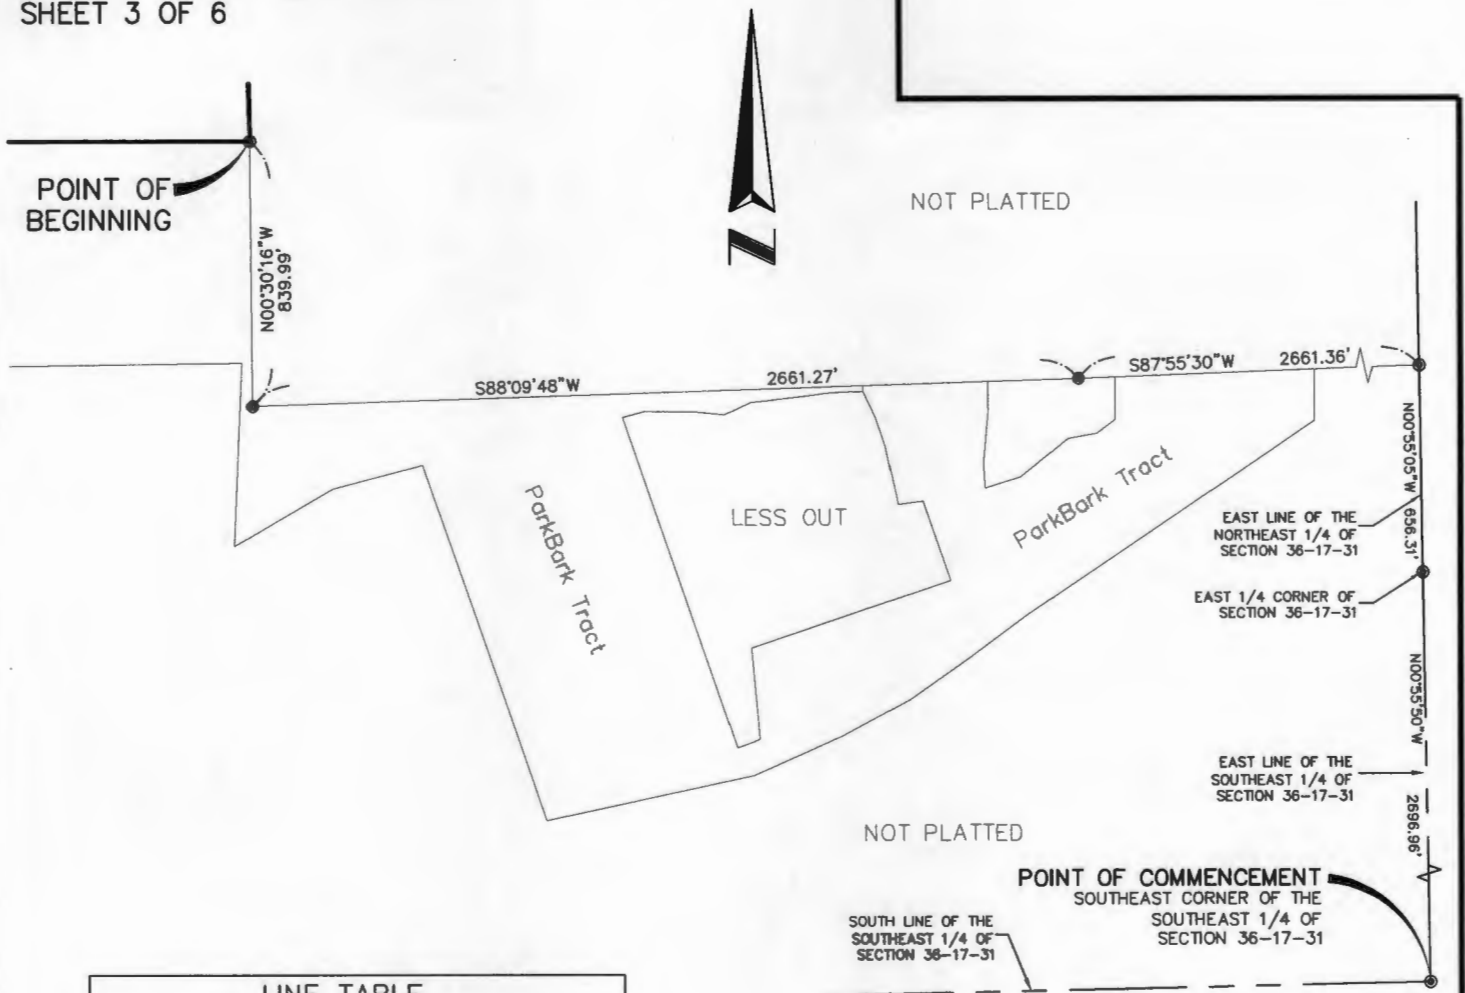 SHEET 3 OF 6
POINT OF
BEGINNING
N00°30'16"W
839.99'
N
NOT PLATTED
S88°09'48"W
2661.27'
S87°55'30"W
2661.36'
N00°55'05"W 656.31'
EAST LINE OF THE
NORTHEAST 1/4 OF
SECTION 36-17-31
EAST 1/4 CORNER OF
SECTION 36-17-31
ParkBark Tract
LESS OUT
ParkBark Tract
N00°55'50"W
EAST LINE OF THE
SOUTHEAST 1/4 OF
SECTION 36-17-31
2696.96'
NOT PLATTED
POINT OF COMMENCEMENT
SOUTHEAST CORNER OF THE
SOUTHEAST 1/4 OF
SECTION 36-17-31
SOUTH LINE OF THE
SOUTHEAST 1/4 OF
SECTION 36-17-31
LINE TABLE